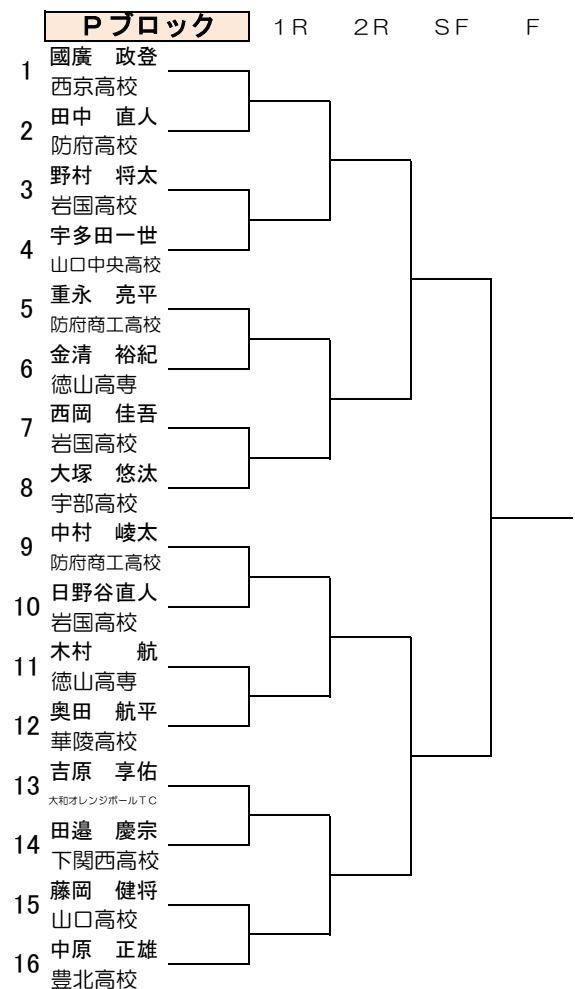 Pブロック 1R 2R SF F
1 國廣 政登
西京高校
2 田中 直人
防府高校
3 野村 将太
岩国高校
4 宇多田一世
山口中央高校
5 重永 亮平
防府商工高校
6 金清 裕紀
徳山高専
7 西岡 佳吾
岩国高校
8 大塚 悠汰
宇部高校
9 中村 崚太
防府商工高校
10 日野谷直人
岩国高校
11 木村 航
徳山高専
12 奥田 航平
華陵高校
13 吉原 享佑
大和オレンジボールTC
14 田邉 慶宗
下関西高校
15 藤岡 健将
山口高校
16 中原 正雄
豊北高校